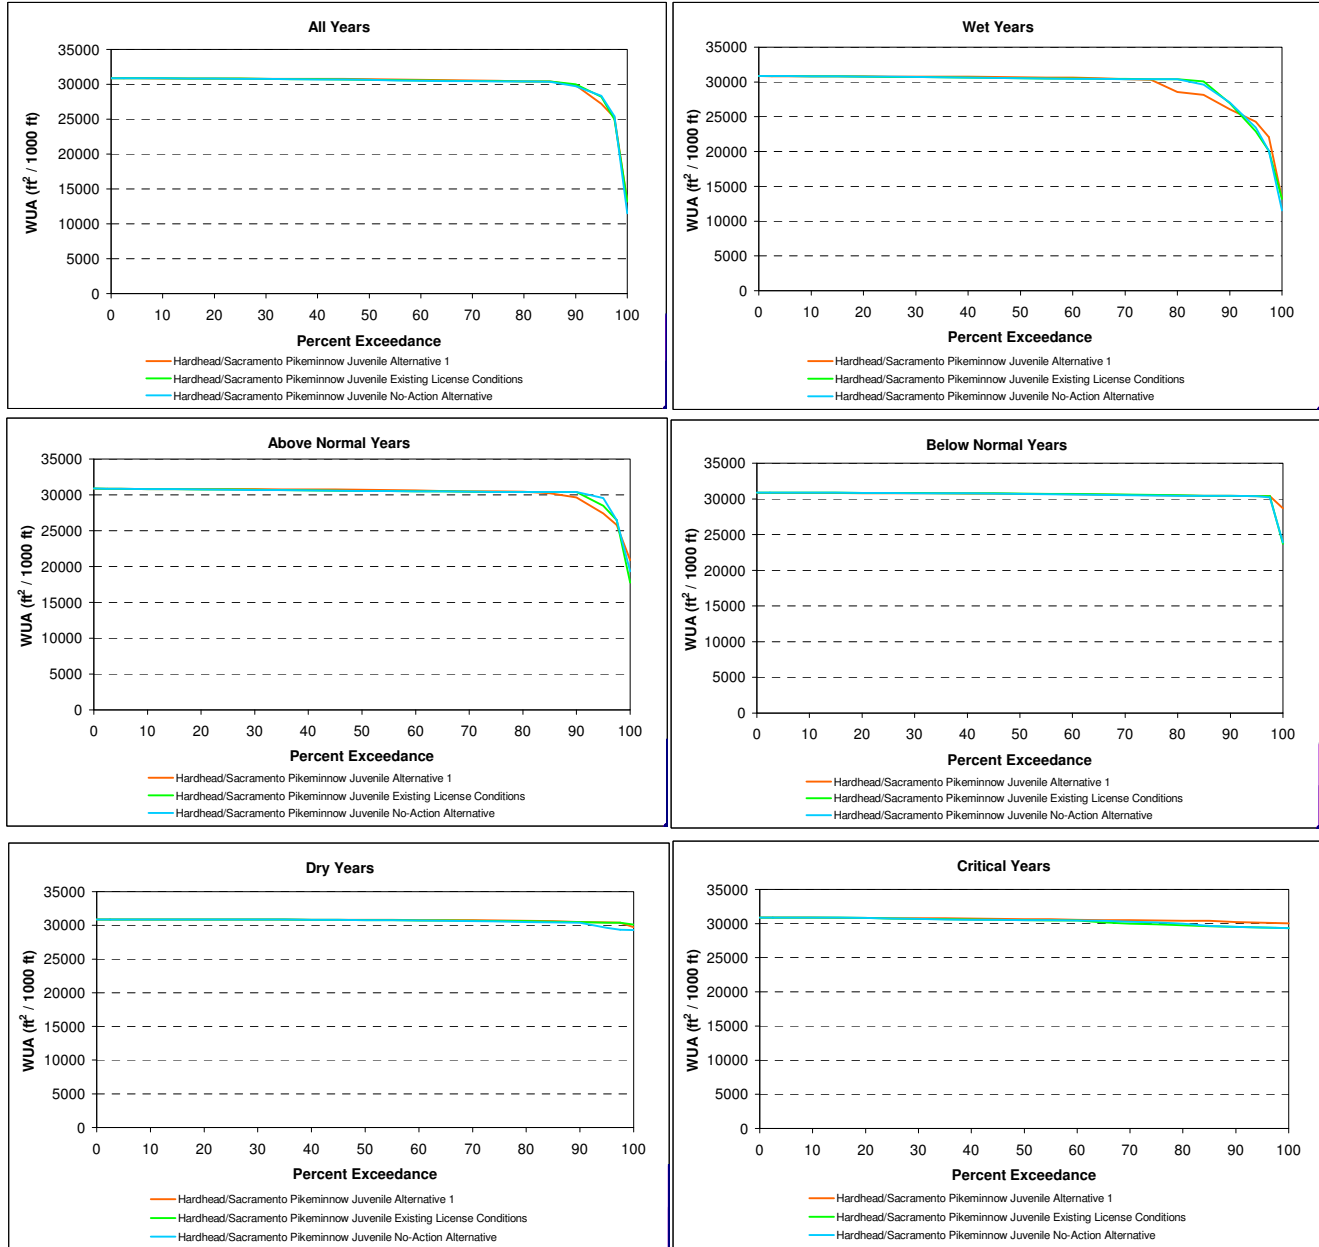 All Years
35000
30000
25000
20000
15000
10000
5000
0
WUA (ft² / 1000 ft)
0 10 20 30 40 50 60 70 80 90 100
Percent Exceedance
Hardhead/Sacramento Pikeminnow Juvenile Alternative 1
Hardhead/Sacramento Pikeminnow Juvenile Existing License Conditions
Hardhead/Sacramento Pikeminnow Juvenile No-Action Alternative
Wet Years
35000
30000
25000
20000
15000
10000
5000
0
WUA (ft² / 1000 ft)
0 10 20 30 40 50 60 70 80 90 100
Percent Exceedance
Hardhead/Sacramento Pikeminnow Juvenile Alternative 1
Hardhead/Sacramento Pikeminnow Juvenile Existing License Conditions
Hardhead/Sacramento Pikeminnow Juvenile No-Action Alternative
Above Normal Years
35000
30000
25000
20000
15000
10000
5000
0
WUA (ft² / 1000 ft)
0 10 20 30 40 50 60 70 80 90 100
Percent Exceedance
Hardhead/Sacramento Pikeminnow Juvenile Alternative 1
Hardhead/Sacramento Pikeminnow Juvenile Existing License Conditions
Hardhead/Sacramento Pikeminnow Juvenile No-Action Alternative
Below Normal Years
35000
30000
25000
20000
15000
10000
5000
0
WUA (ft² / 1000 ft)
0 10 20 30 40 50 60 70 80 90 100
Percent Exceedance
Hardhead/Sacramento Pikeminnow Juvenile Alternative 1
Hardhead/Sacramento Pikeminnow Juvenile Existing License Conditions
Hardhead/Sacramento Pikeminnow Juvenile No-Action Alternative
Dry Years
35000
30000
25000
20000
15000
10000
5000
0
WUA (ft² / 1000 ft)
0 10 20 30 40 50 60 70 80 90 100
Percent Exceedance
Hardhead/Sacramento Pikeminnow Juvenile Alternative 1
Hardhead/Sacramento Pikeminnow Juvenile Existing License Conditions
Hardhead/Sacramento Pikeminnow Juvenile No-Action Alternative
Critical Years
35000
30000
25000
20000
15000
10000
5000
0
WUA (ft² / 1000 ft)
0 10 20 30 40 50 60 70 80 90 100
Percent Exceedance
Hardhead/Sacramento Pikeminnow Juvenile Alternative 1
Hardhead/Sacramento Pikeminnow Juvenile Existing License Conditions
Hardhead/Sacramento Pikeminnow Juvenile No-Action Alternative